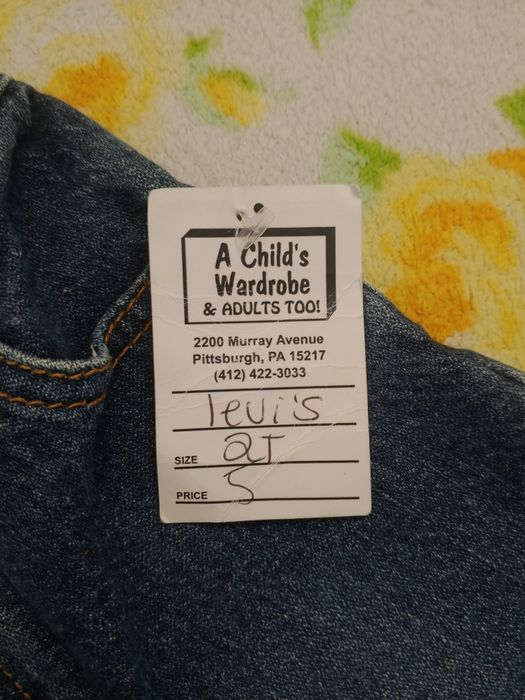 A Child's
Wardrobe
& ADULTS TOO!
2200 Murray Avenue
Pittsburgh, PA 15217
(412) 422-3033
levi's
SIZE 2T
PRICE 5